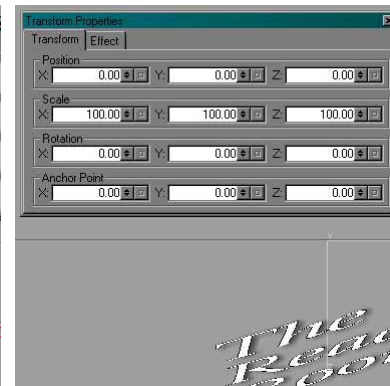 Transform Properties
Transform Effect
Position
X: 0.00 Y: 0.00 Z: 0.00
Scale
X: 100.00 Y: 100.00 Z: 100.00
Rotation
X: 0.00 Y: 0.00 Z: 0.00
Anchor Point
X: 0.00 Y: 0.00 Z: 0.00
Y
The
Read